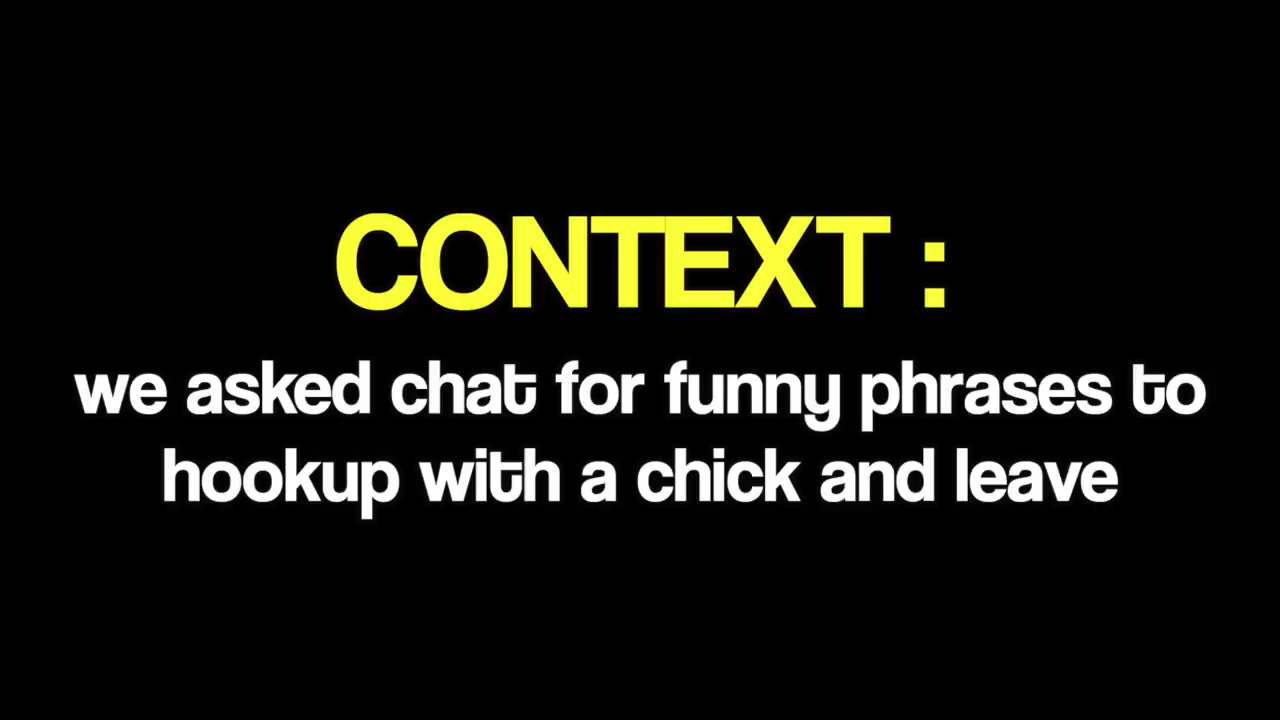 CONTEXT :
we asked chat for funny phrases to
hookup with a chick and leave